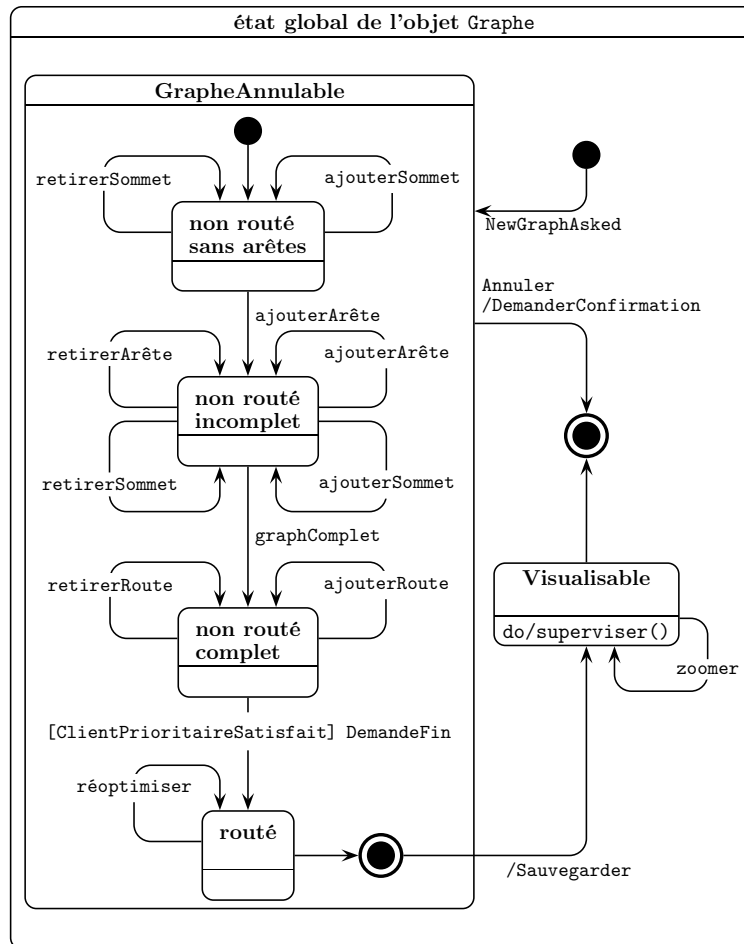 état global de l'objet Graphe
GrapheAnnulable
retirerSommet
ajouterSommet
non routé
sans arêtes
NewGraphAsked
Annuler
/DemanderConfirmation
ajouterArête
retirerArête
ajouterArête
non routé
incomplet
retirerSommet
ajouterSommet
graphComplet
retirerRoute
ajouterRoute
non routé
complet
Visualisable
do/superviser()
zoomer
[ClientPrioritaireSatisfait] DemandeFin
réoptimiser
routé
/Sauvegarder